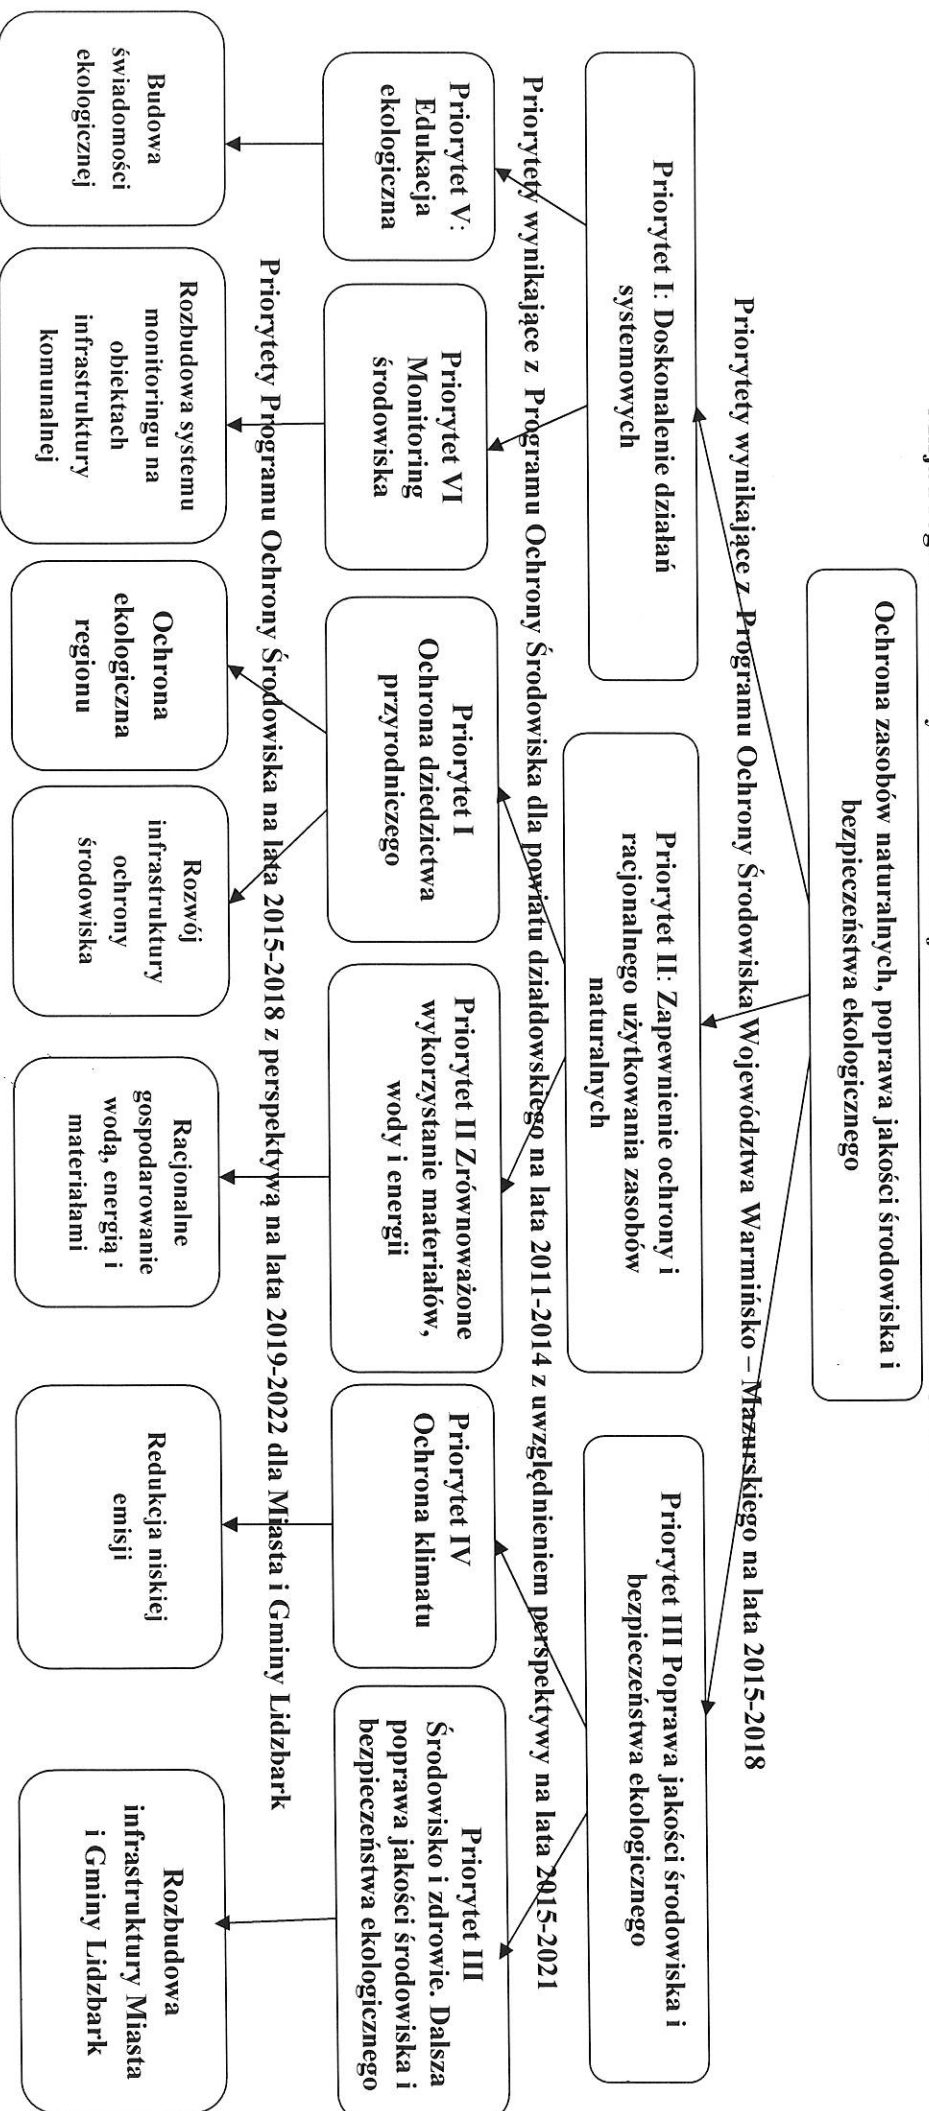 Ochrona zasobów naturalnych, poprawa jakości środowiska i
bezpieczeństwa ekologicznego
Priorytety wynikające z Programu Ochrony Środowiska Województwa Warmińsko – Mazurskiego na lata 2015-2018
Priorytet I: Doskonalenie działań
systemowych
Priorytet II: Zapewnienie ochrony i
racjonalnego użytkowania zasobów
naturalnych
Priorytet III Poprawa jakości środowiska i
bezpieczeństwa ekologicznego
Priorytety wynikające z Programu Ochrony Środowiska dla powiatu działdowskiego na lata 2011-2014 z uwzględnieniem perspektywy na lata 2015-2021
Priorytet V:
Edukacja
ekologiczna
Priorytet VI
Monitoring
środowiska
Priorytet I
Ochrona dziedzictwa
przyrodniczego
Priorytet II Zrównoważone
wykorzystanie materiałów,
wody i energii
Priorytet IV
Ochrona klimatu
Priorytet III
Środowisko i zdrowie. Dalsza
poprawa jakości środowiska i
bezpieczeństwa ekologicznego
Priorytety Programu Ochrony Środowiska na lata 2015-2018 z perspektywą na lata 2019-2022 dla Miasta i Gminy Lidzbark
Budowa
świadomości
ekologicznej
Rozbudowa systemu
monitoringu na
obiektach
infrastruktury
komunalnej
Ochrona
ekologiczna
regionu
Rozwój
infrastruktury
ochrony
środowiska
Racjonalne
gospodarowanie
wodą, energią i
materiałami
Redukcja niskiej
emisji
Rozbudowa
infrastruktury Miasta
i Gminy Lidzbark